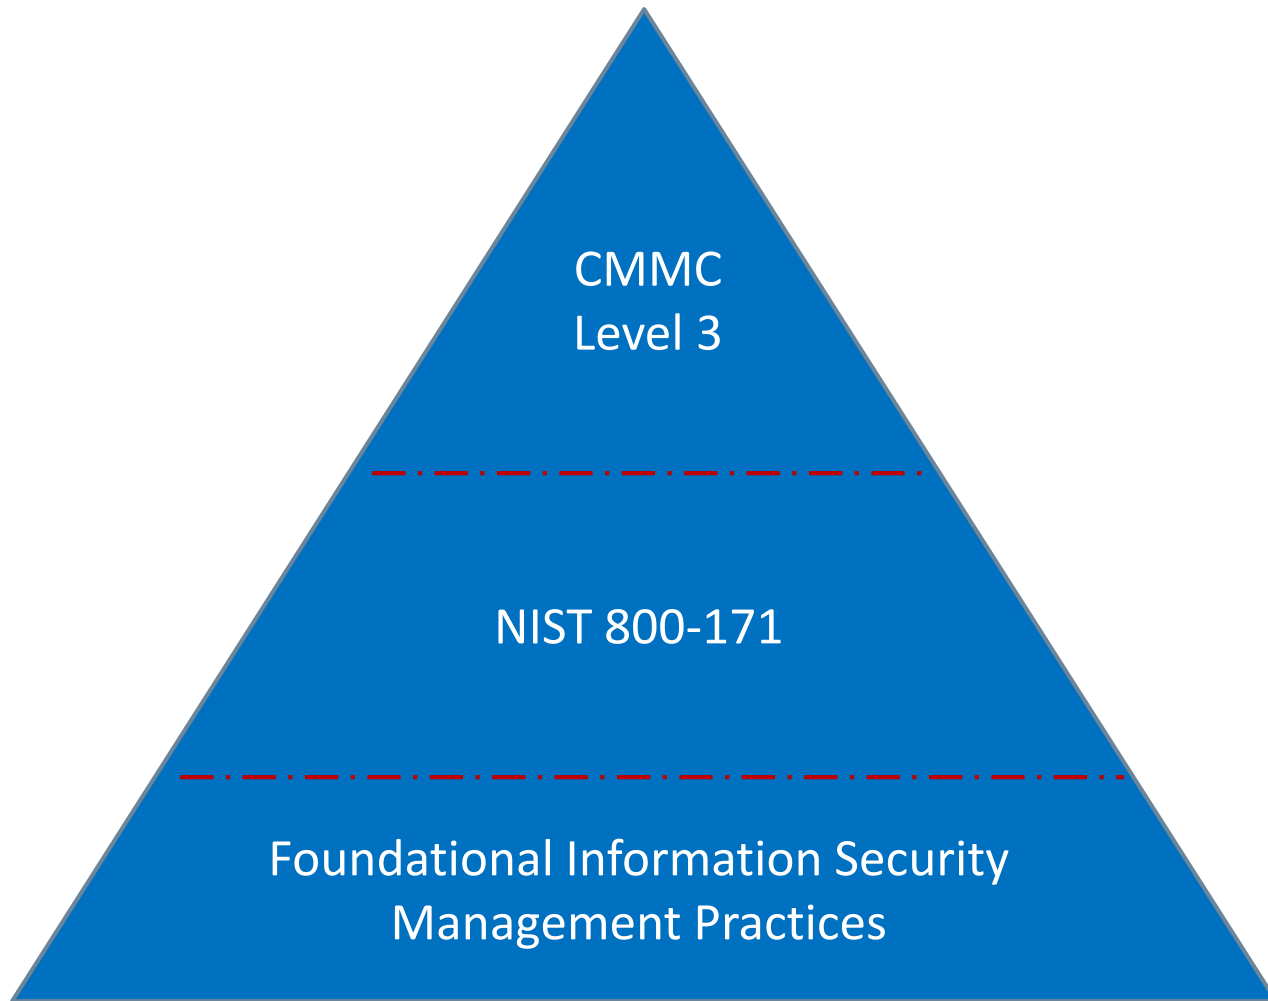 CMMC
Level 3
NIST 800-171
Foundational Information Security
Management Practices